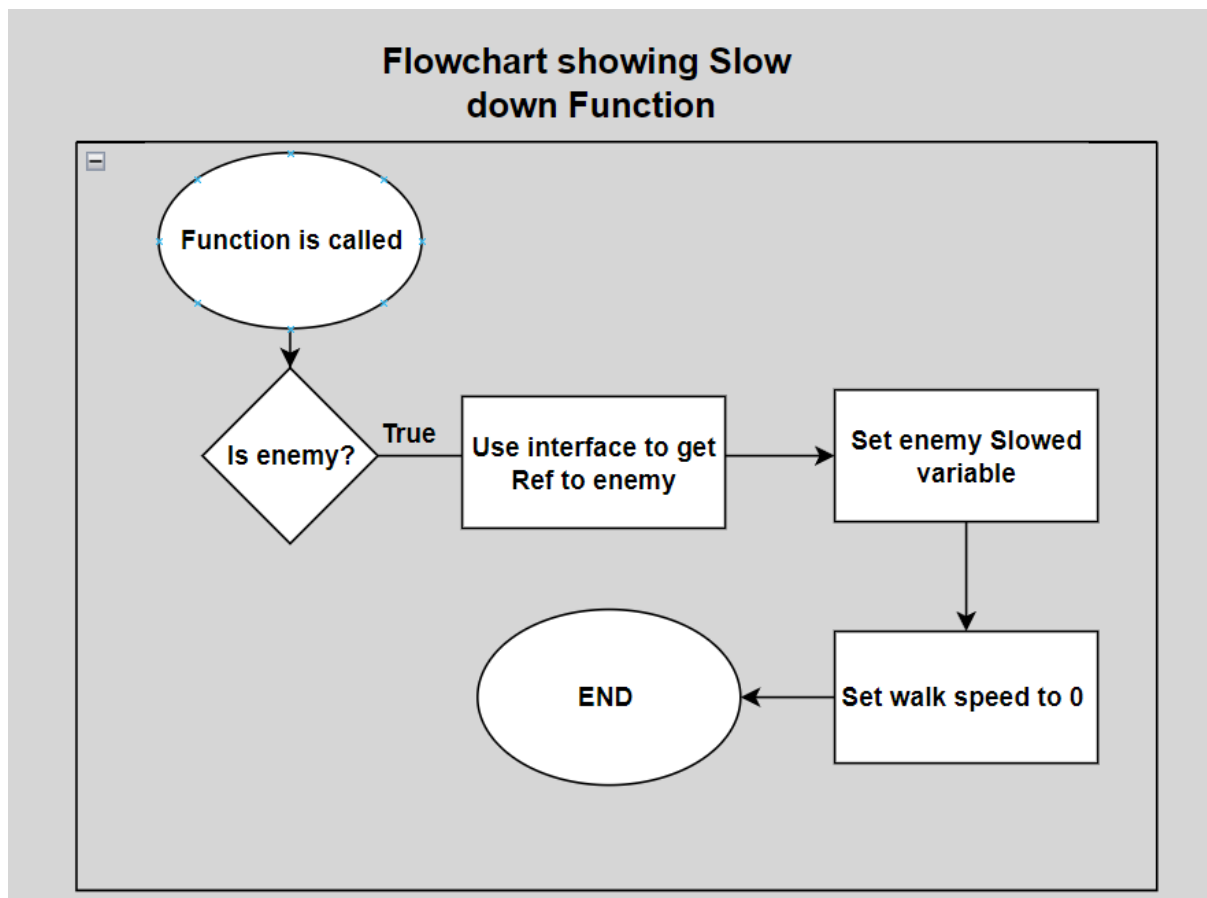 Flowchart showing Slow
down Function
Function is called
Is enemy?
True
Use interface to get
Ref to enemy
Set enemy Slowed
variable
Set walk speed to 0
END